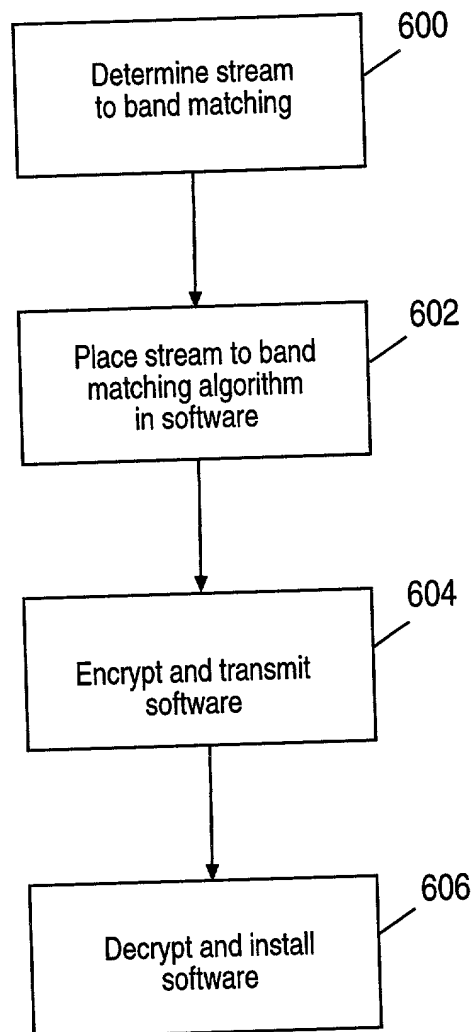 600
Determine stream
to band matching
602
Place stream to band
matching algorithm
in software
604
Encrypt and transmit
software
606
Decrypt and install
software